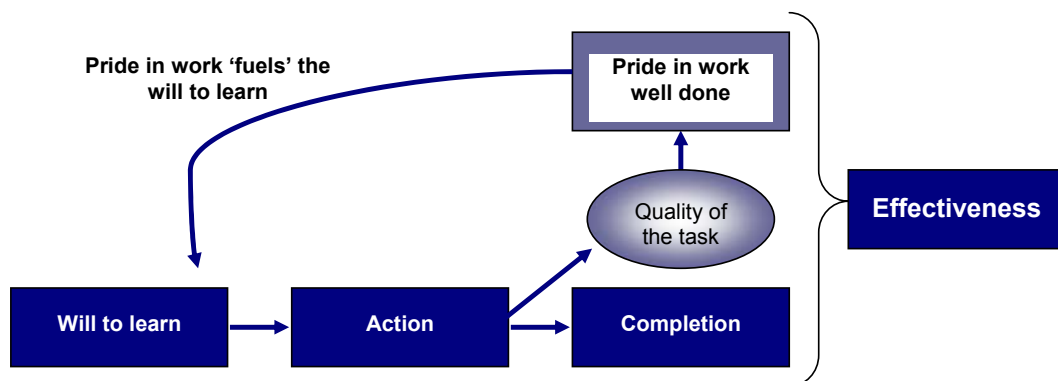 Pride in work ‘fuels’ the
will to learn
Pride in work
well done
Quality of
the task
Effectiveness
Will to learn
Action
Completion